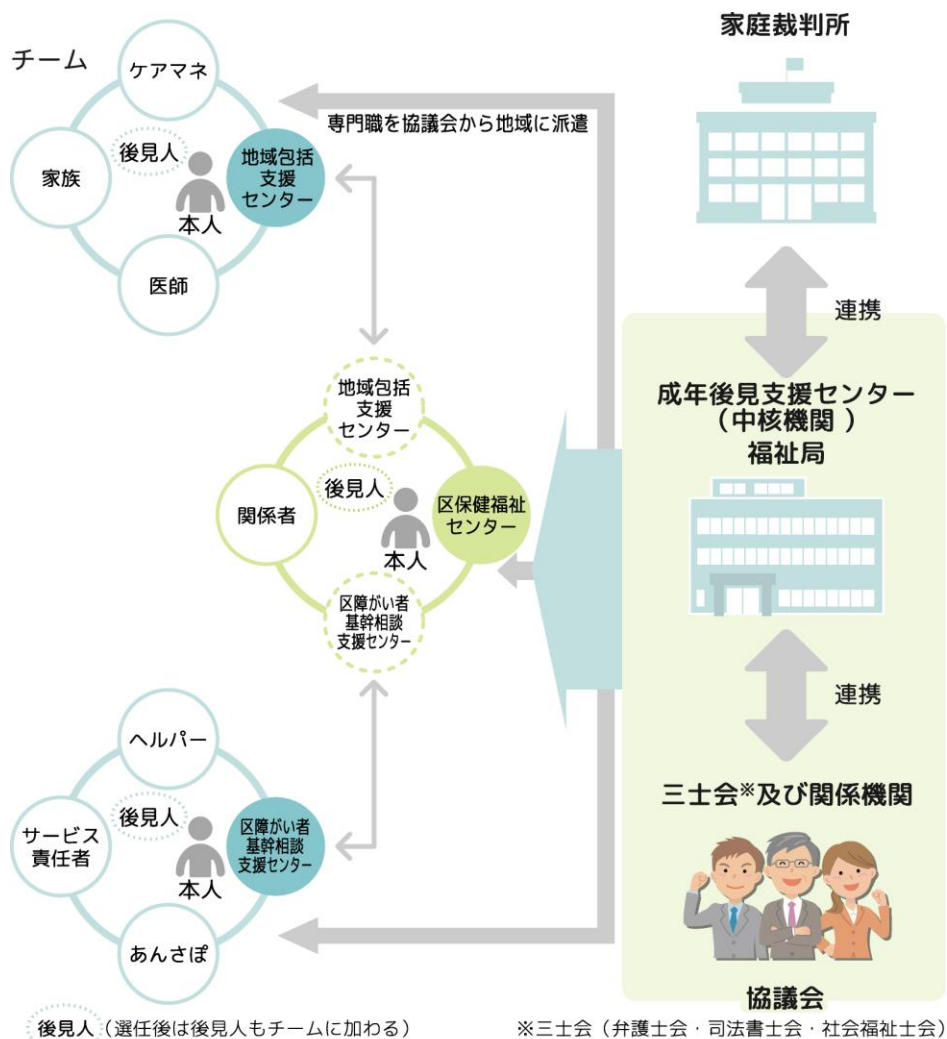 チーム
ケアマネ
後見人
家族
本人
地域包括
支援
センター
医師
専門職を協議会から地域に派遣
家庭裁判所
連携
地域包括
支援
センター
後見人
関係者
本人
区保健福祉
センター
区障がい者
基幹相談
支援センター
成年後見支援センター
（中核機関 ）
福祉局
連携
三士会※及び関係機関
協議会
ヘルパー
後見人
サービス
責任者
本人
区障がい者
基幹相談
支援センター
あんさぽ
後見人（選任後は後見人もチームに加わる）
※三士会（弁護士会・司法書士会・社会福祉士会）